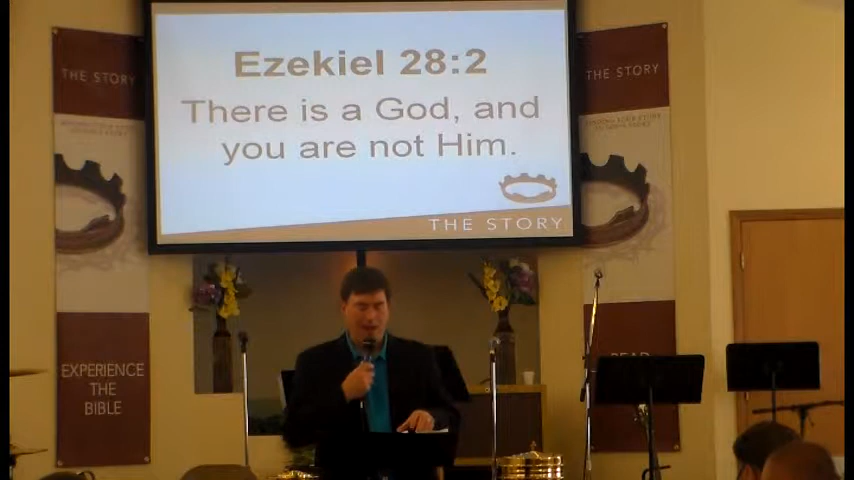 THE STORY
EXPERIENCE
THE
BIBLE
Ezekiel 28:2
There is a God, and
you are not Him.
THE STORY
THE STORY
READ